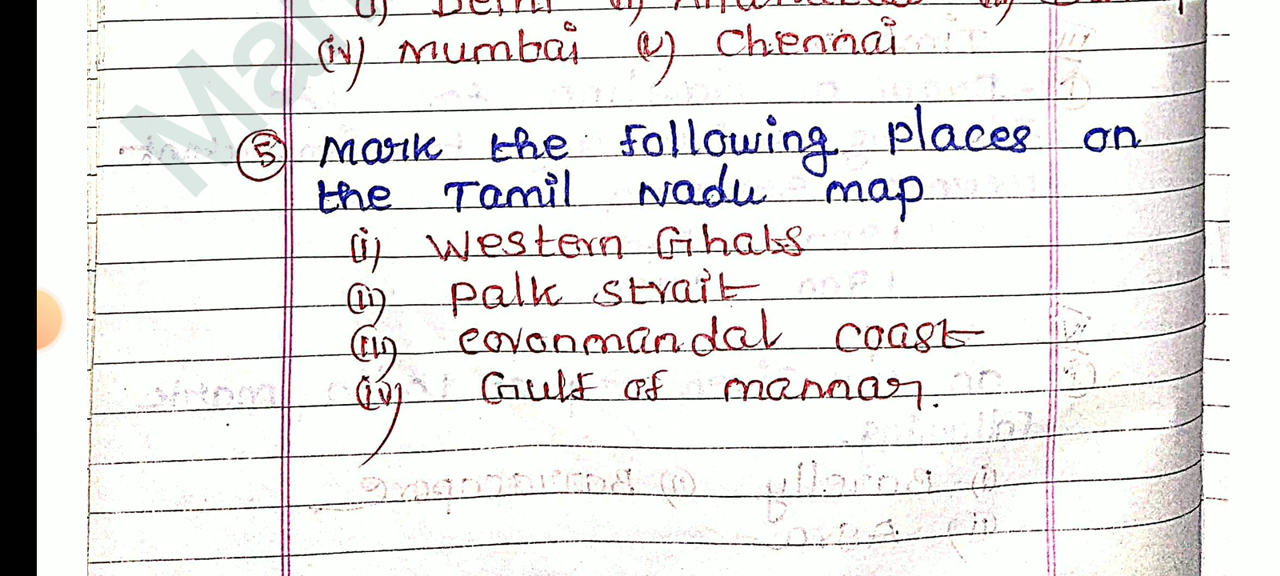 (iv) Mumbai (v) Chennai
5 Mark the following places on
the Tamil Nadu map
(i) Western Ghats
(ii) palk strait
(iii) covonmandal coast
(iv) Gulf of mannar.